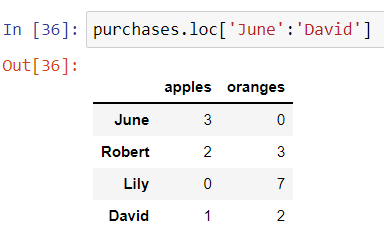 In [36]: purchases.loc['June':'David']
Out[36]:
apples oranges
June 3 0
Robert 2 3
Lily 0 7
David 1 2